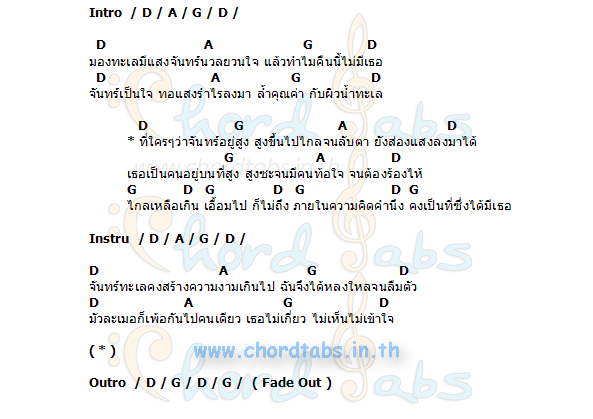 Intro / D / A / G / D /
D A G D
มองทะเลมีแสงจันทร์นวลยวนใจ แล้วทำไมคืนนี้ไม่มีเธอ
D A G D
จันทร์เป็นใจ ทอแสงรำไรลงมา ล้ำคุณค่า กับผิวน้ำทะเล
D G A D
* ที่ใครๆว่าจันทร์อยู่สูง สูงขึ้นไปไกลจนลับตา ยังส่องแสงลงมาได้
G A D
เธอเป็นคนอยู่บนที่สูง สูงซะจนมีคนท้อใจ จนต้องร้องไห้
G D G D G D G
ไกลเหลือเกิน เอื้อมไป ก็ไม่ถึง ภายในความคิดคำนึง คงเป็นที่ซึ่งได้มีเธอ
Instru / D / A / G / D /
D A G D
จันทร์ทะเลคงสร้างความงามเกินไป ฉันจึงได้หลงใหลจนลืมตัว
D A G D
มัวละเมอก็เพ้อกันไปคนเดียว เธอไม่เกี่ยว ไม่เห็นไม่เข้าใจ
( * )
www.chordtabs.in.th
Outro / D / G / D / G / ( Fade Out )